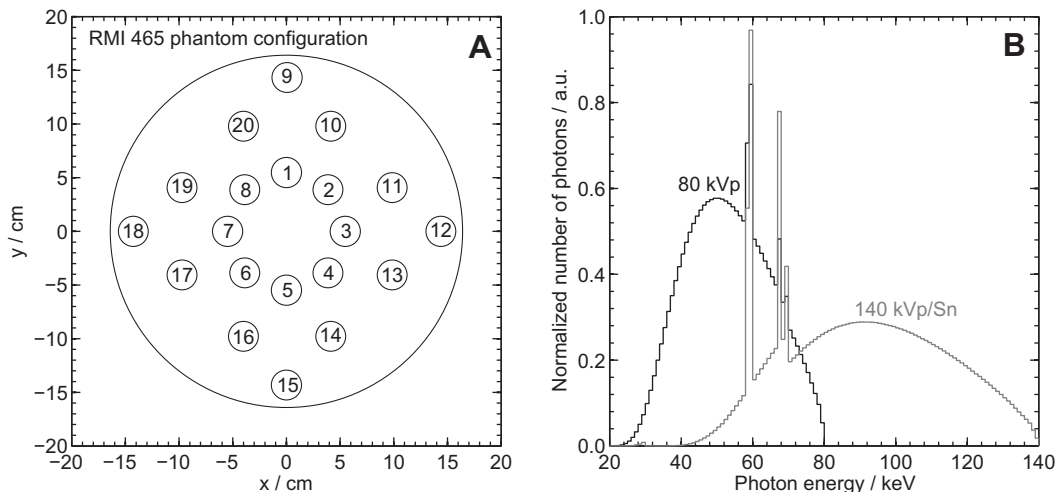 20
15
10
5
0
−5
−10
−15
−20
−20 −15 −10 −5 0 5 10 15 20
y / cm
x / cm
RMI 465 phantom configuration
A
9
20 10
1
19 8 2 11
18 7 3 12
17 6 4 13
5
16 14
15
1.0
0.8
0.6
0.4
0.2
0.0
20 40 60 80 100 120 140
Normalized number of photons / a.u.
Photon energy / keV
B
80 kVp
140 kVp/Sn